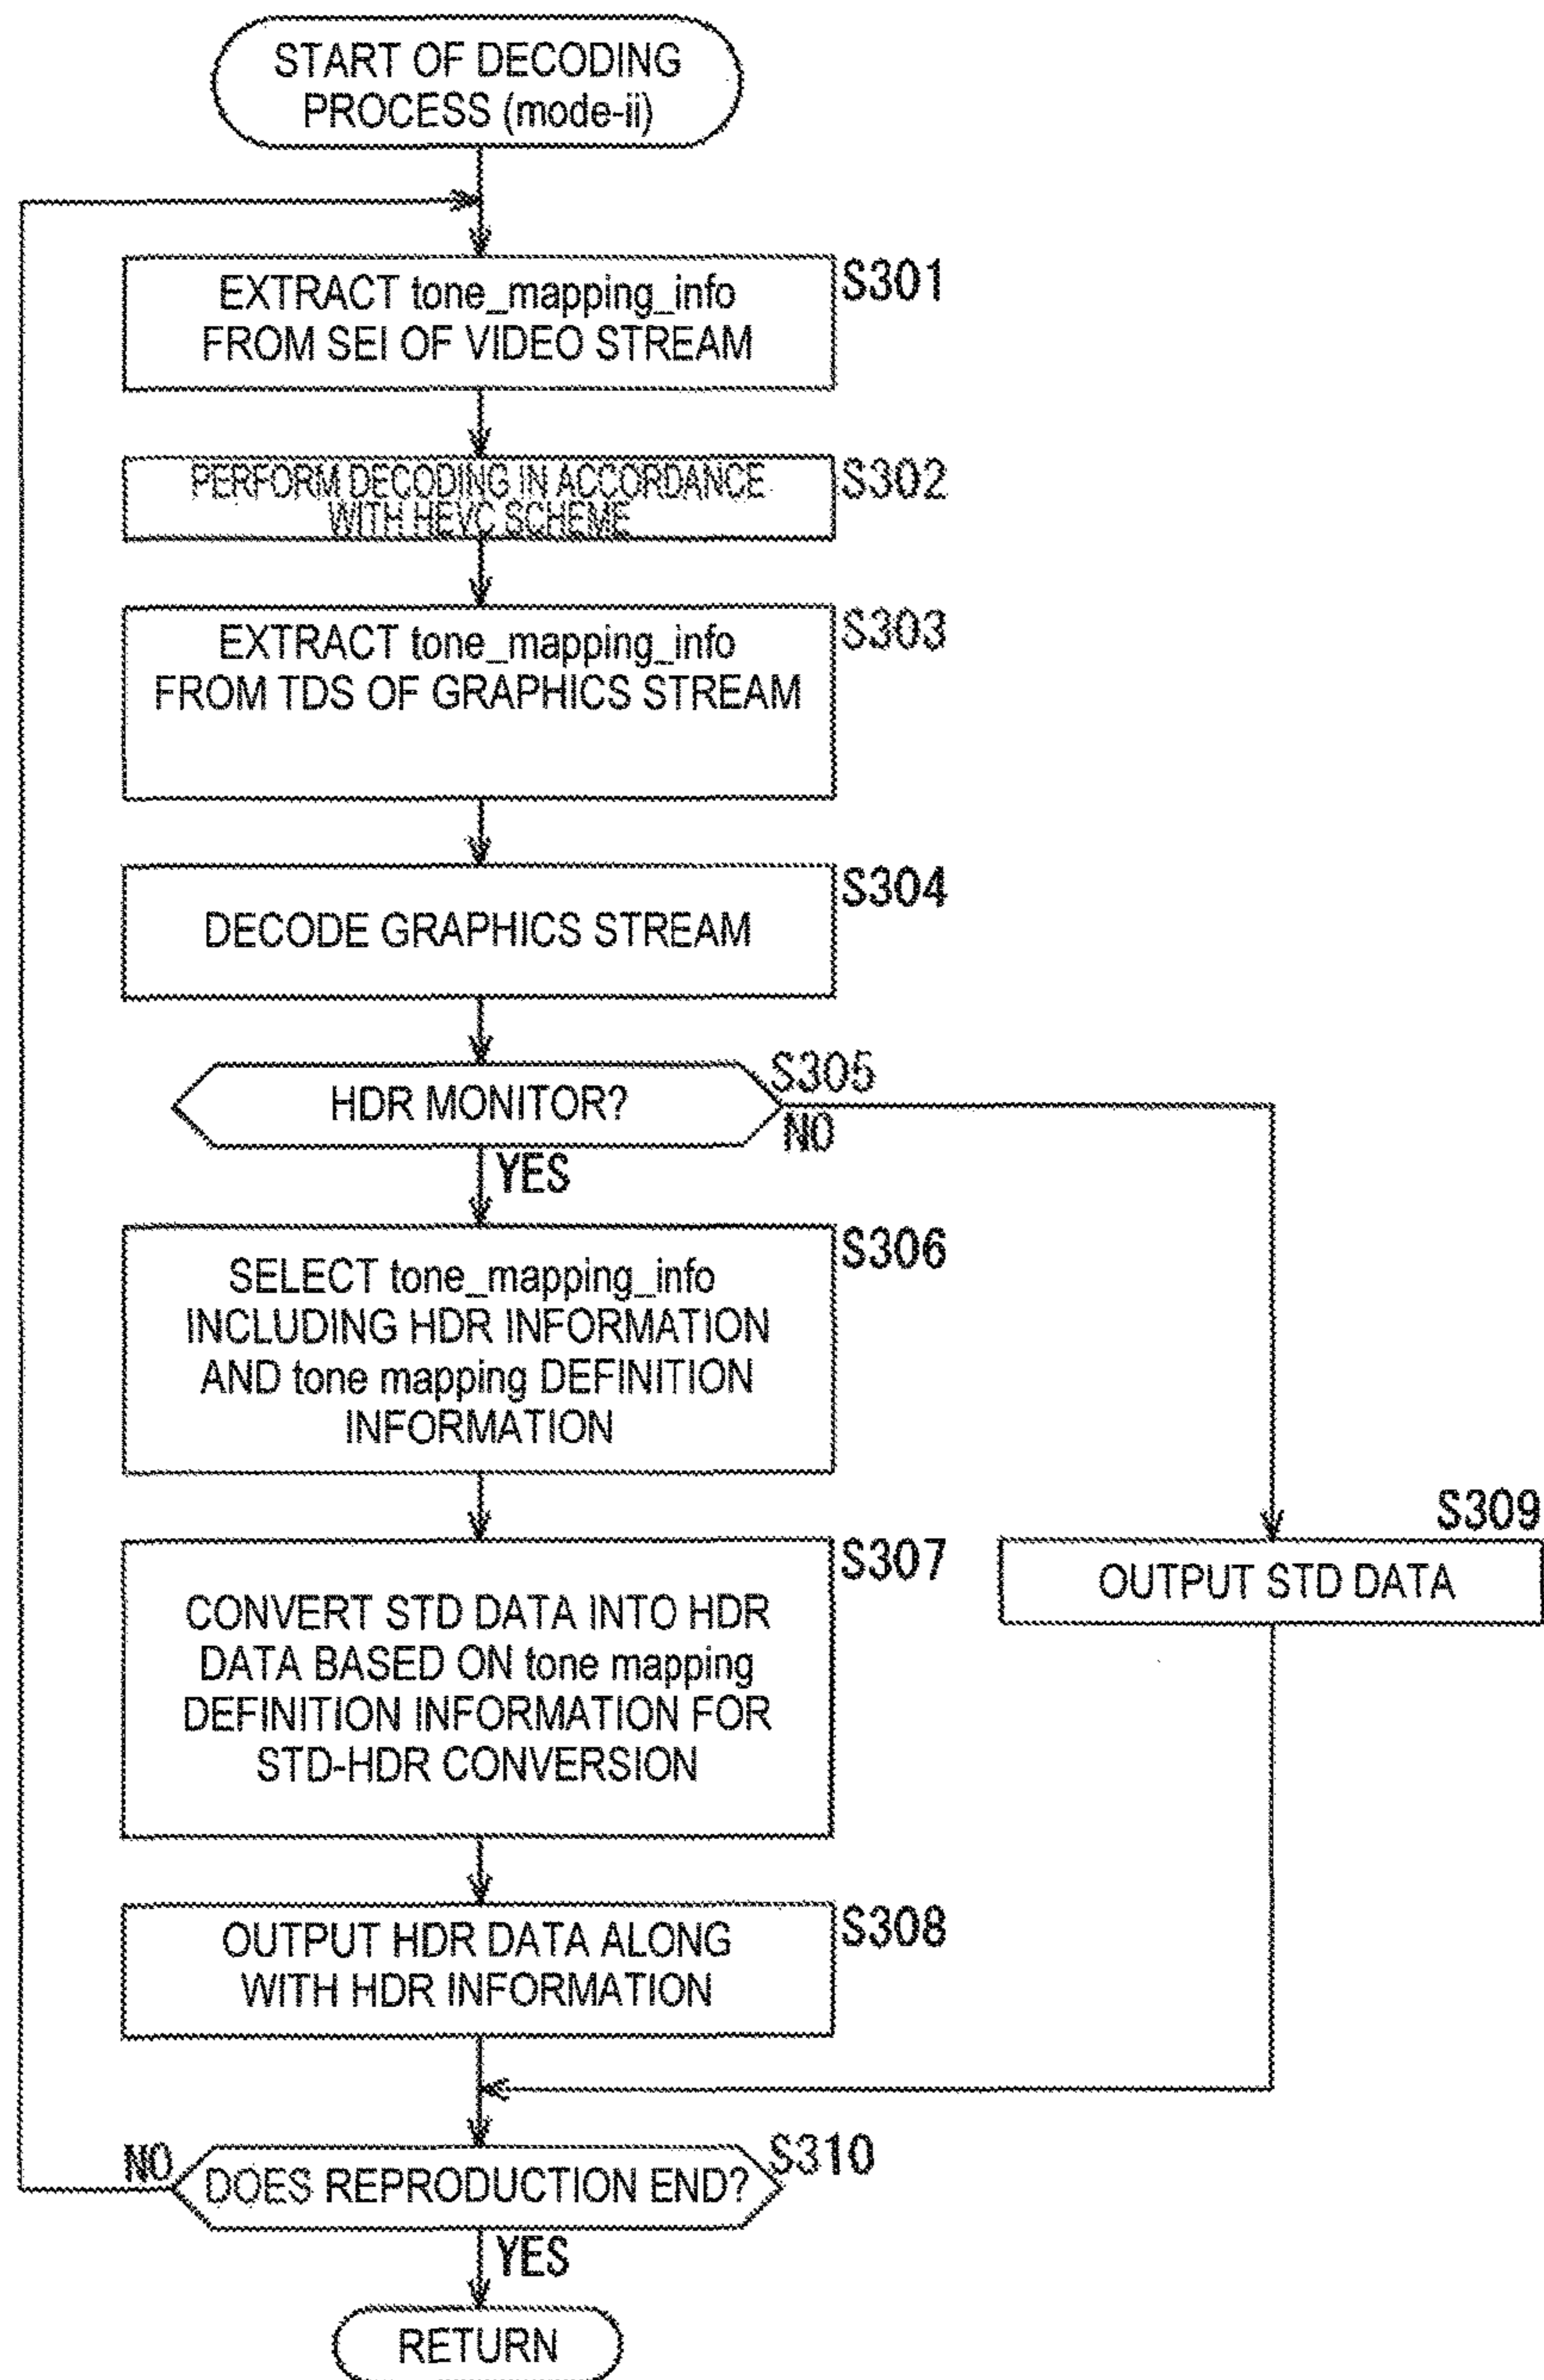 START OF DECODING
PROCESS (mode-ii)
EXTRACT tone_mapping_info
FROM SEI OF VIDEO STREAM
S301
PERFORM DECODING IN ACCORDANCE
WITH HEVC SCHEME
S302
EXTRACT tone_mapping_info
FROM TDS OF GRAPHICS STREAM
S303
DECODE GRAPHICS STREAM
S304
HDR MONITOR?
S305
NO
YES
SELECT tone_mapping_info
INCLUDING HDR INFORMATION
AND tone mapping DEFINITION
INFORMATION
S306
CONVERT STD DATA INTO HDR
DATA BASED ON tone mapping
DEFINITION INFORMATION FOR
STD-HDR CONVERSION
S307
S309
OUTPUT STD DATA
OUTPUT HDR DATA ALONG
WITH HDR INFORMATION
S308
NO
DOES REPRODUCTION END?
S310
YES
RETURN